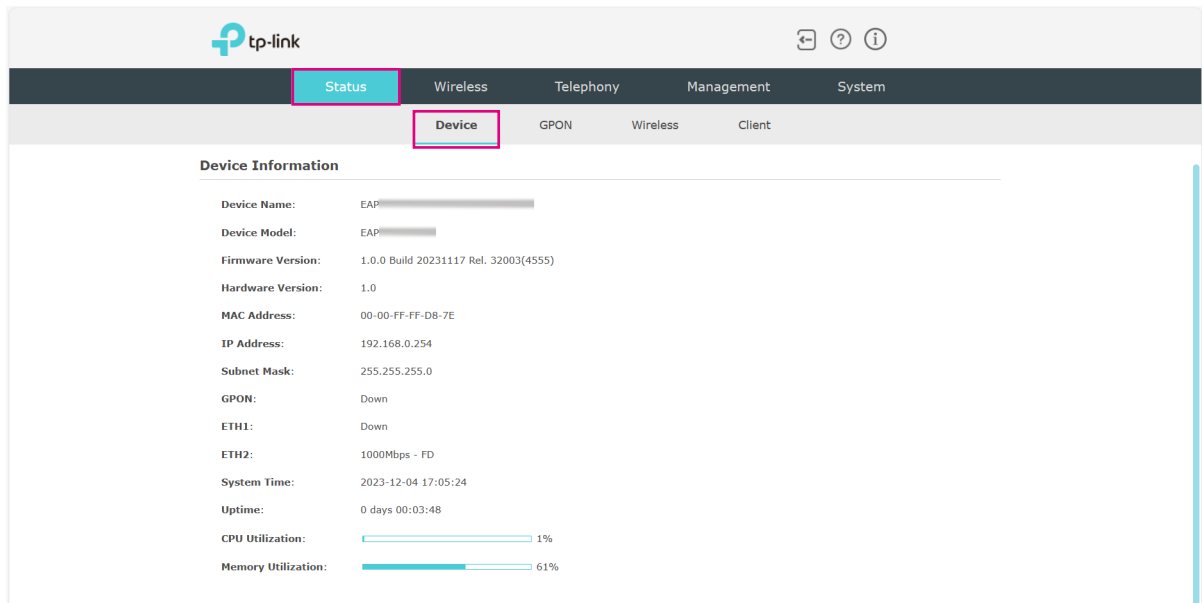 tp-link
Status Wireless Telephony Management System
Device GPON Wireless Client
Device Information
Device Name: EAP
Device Model: EAP
Firmware Version: 1.0.0 Build 20231117 Rel. 32003(4555)
Hardware Version: 1.0
MAC Address: 00-00-FF-FF-D8-7E
IP Address: 192.168.0.254
Subnet Mask: 255.255.255.0
GPON: Down
ETH1: Down
ETH2: 1000Mbps - FD
System Time: 2023-12-04 17:05:24
Uptime: 0 days 00:03:48
CPU Utilization: 1%
Memory Utilization: 61%